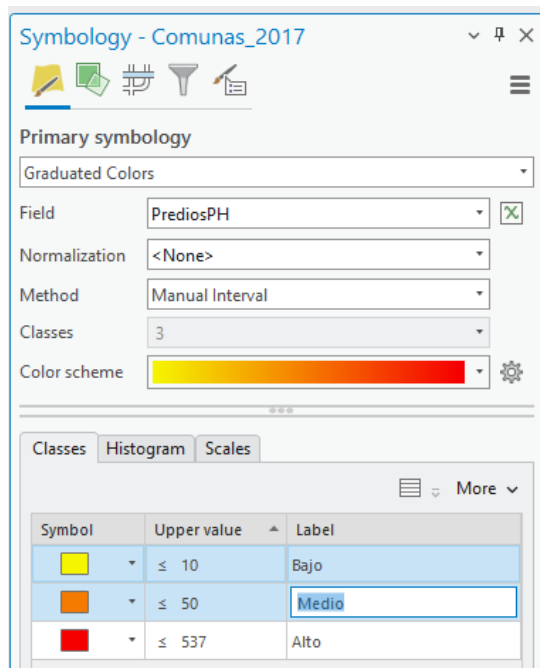 Symbology - Comunas_2017
Primary symbology
Graduated Colors
Field PrediosPH
Normalization <None>
Method Manual Interval
Classes 3
Color scheme
Classes Histogram Scales
More
Symbol Upper value Label
≤ 10 Bajo
≤ 50 Medio
≤ 537 Alto